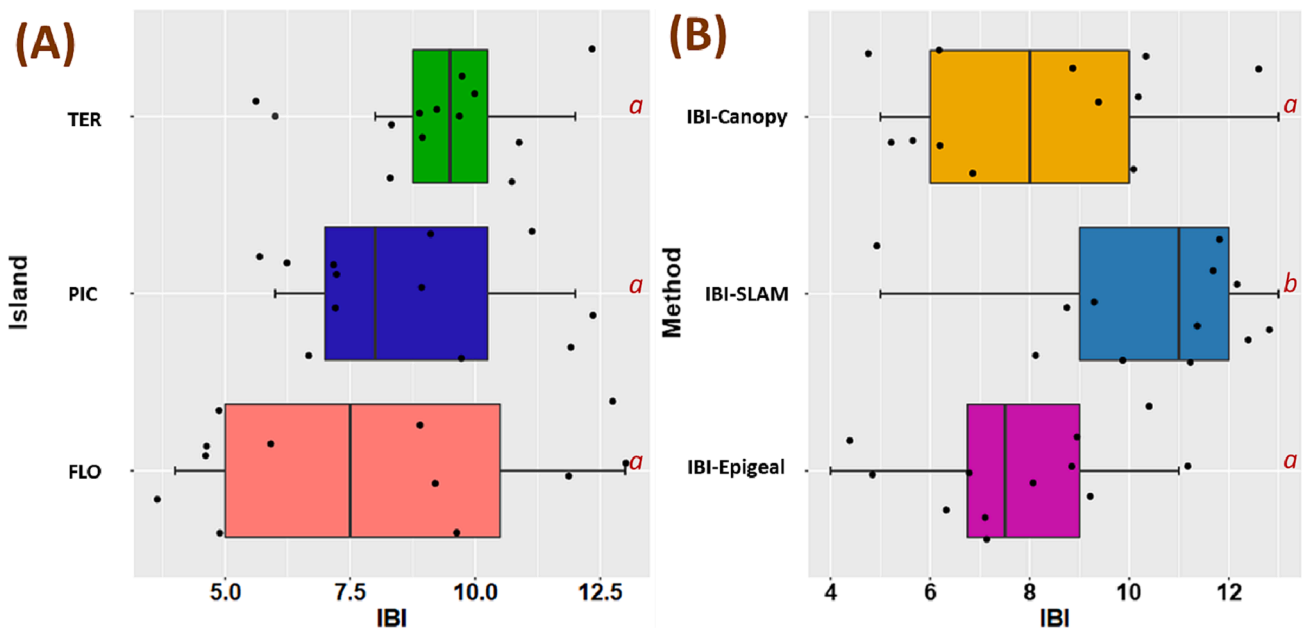 (A)
TER
a
PIC
a
FLO
a
Island
5.0 7.5 10.0 12.5
IBI
(B)
IBI-Canopy
a
IBI-SLAM
b
IBI-Epigeal
a
Method
4 6 8 10 12
IBI